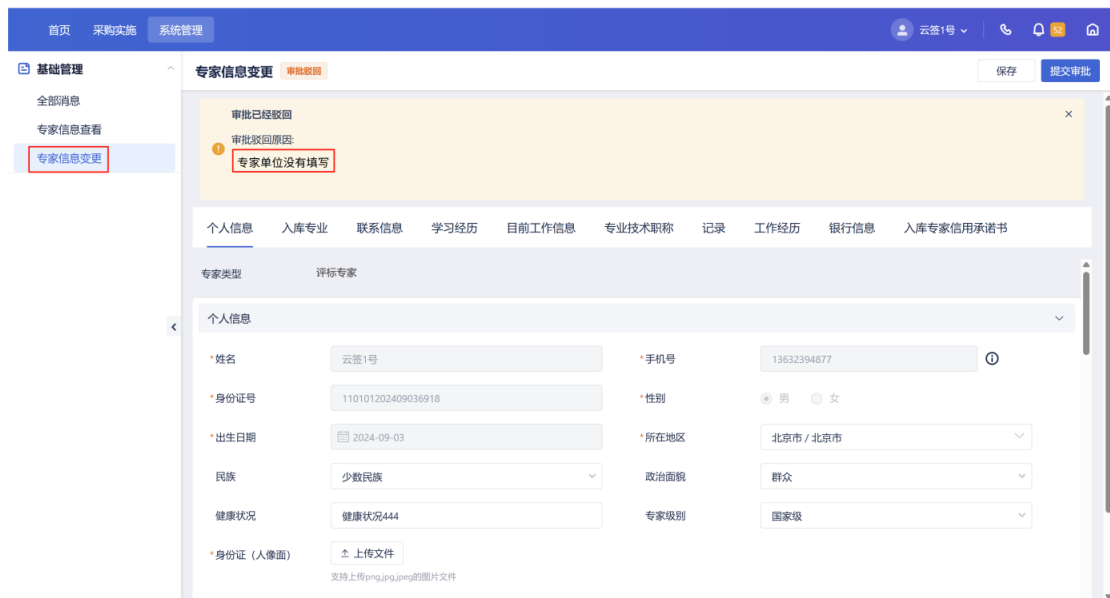 首页 采购实施 系统管理 云签1号 52
基础管理
全部消息
专家信息查看
专家信息变更
专家信息变更 审批驳回 保存 提交审批
审批已经驳回
审批驳回原因:
专家单位没有填写
个人信息 入库专业 联系信息 学习经历 目前工作信息 专业技术职称 记录 工作经历 银行信息 入库专家信用承诺书
专家类型 评标专家
个人信息
*姓名 云签1号 *手机号 13632394877
*身份证号 110101202409036918 *性别 男 女
*出生日期 2024-09-03 *所在地区 北京市 / 北京市
民族 少数民族 政治面貌 群众
健康状况 健康状况444 专家级别 国家级
*身份证（人像面） 上传文件
支持上传png,jpg,jpeg的图片文件